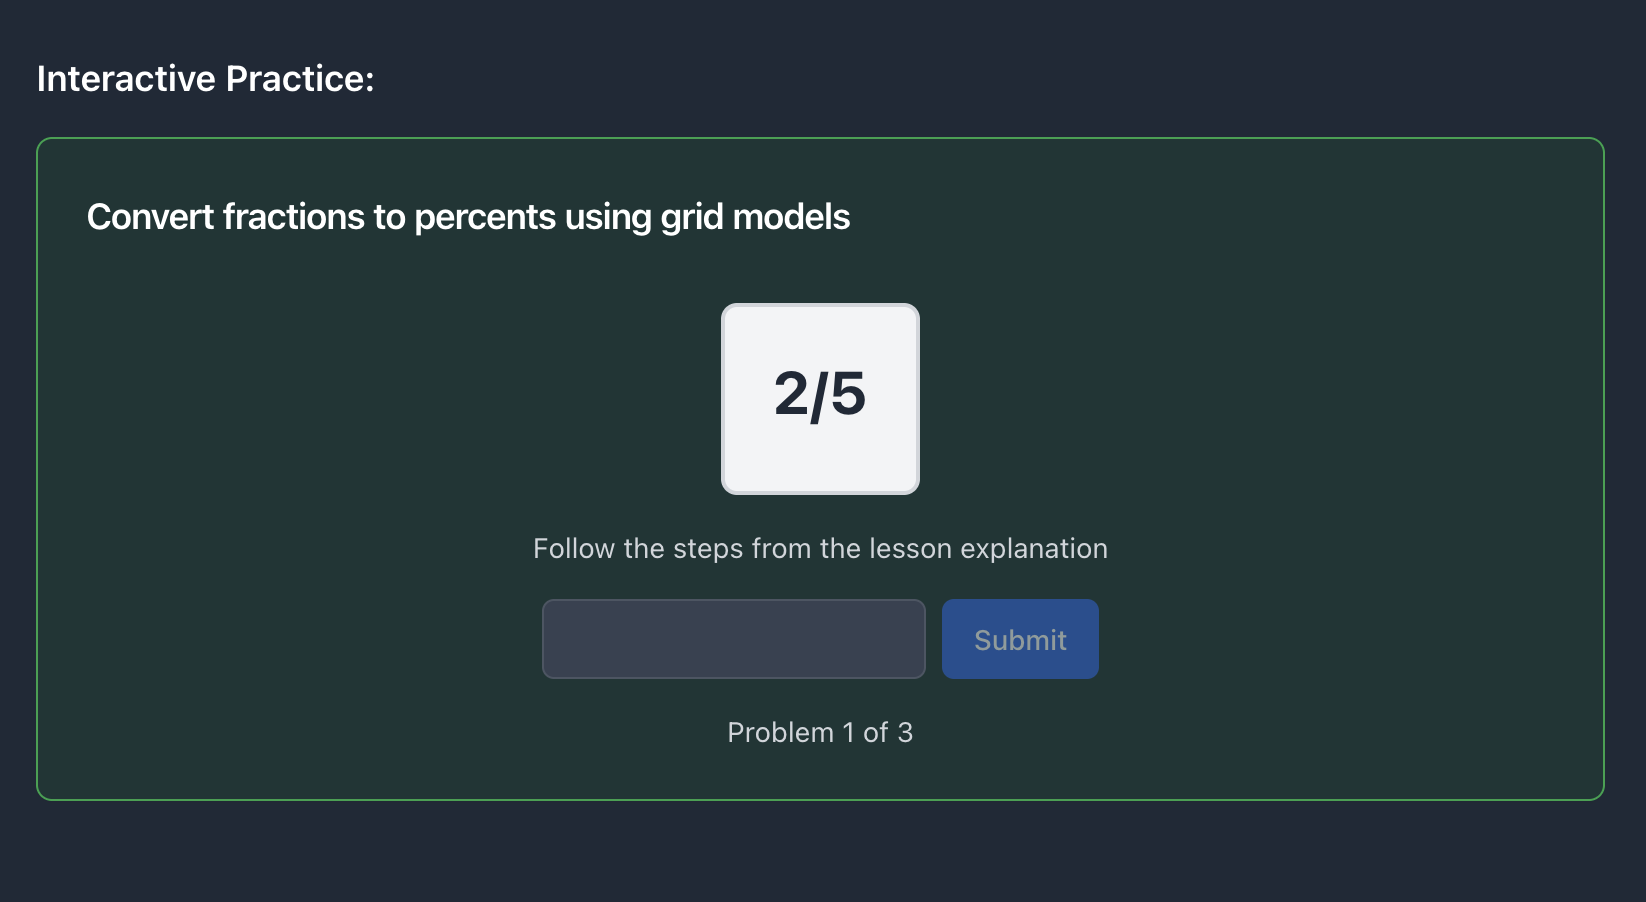 Interactive Practice:
Convert fractions to percents using grid models
2/5
Follow the steps from the lesson explanation
Submit
Problem 1 of 3